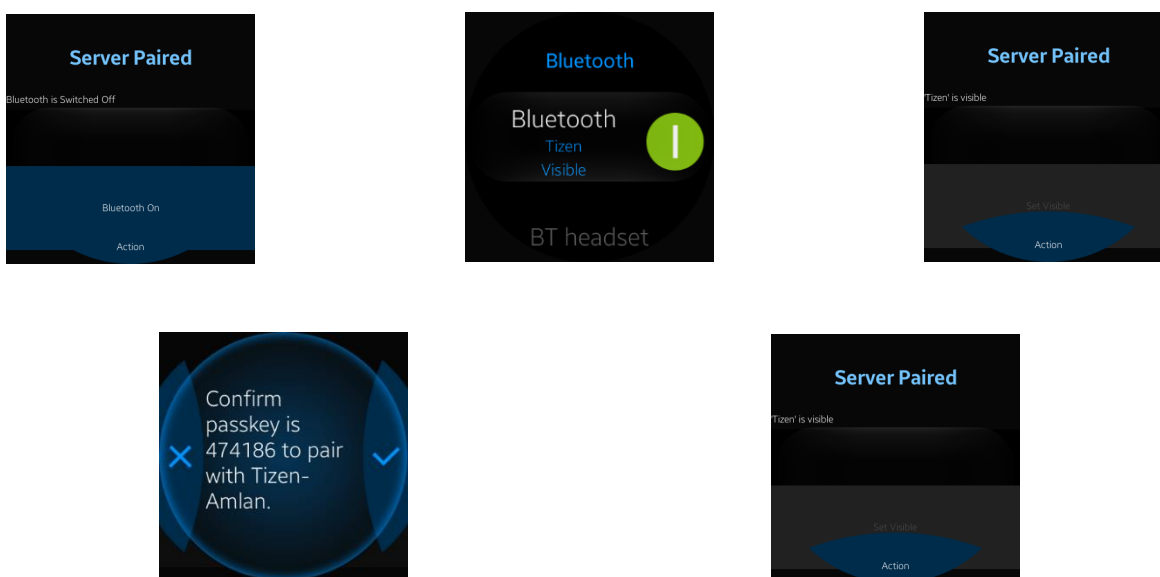 Server Paired
Bluetooth is Switched Off
Bluetooth On
Action
Bluetooth
Bluetooth
Tizen
Visible
BT headset
Server Paired
'Tizen' is visible
Set Visible
Action
Confirm
passkey is
474186 to pair
with Tizen-
Amlan.
Server Paired
'Tizen' is visible
Set Visible
Action